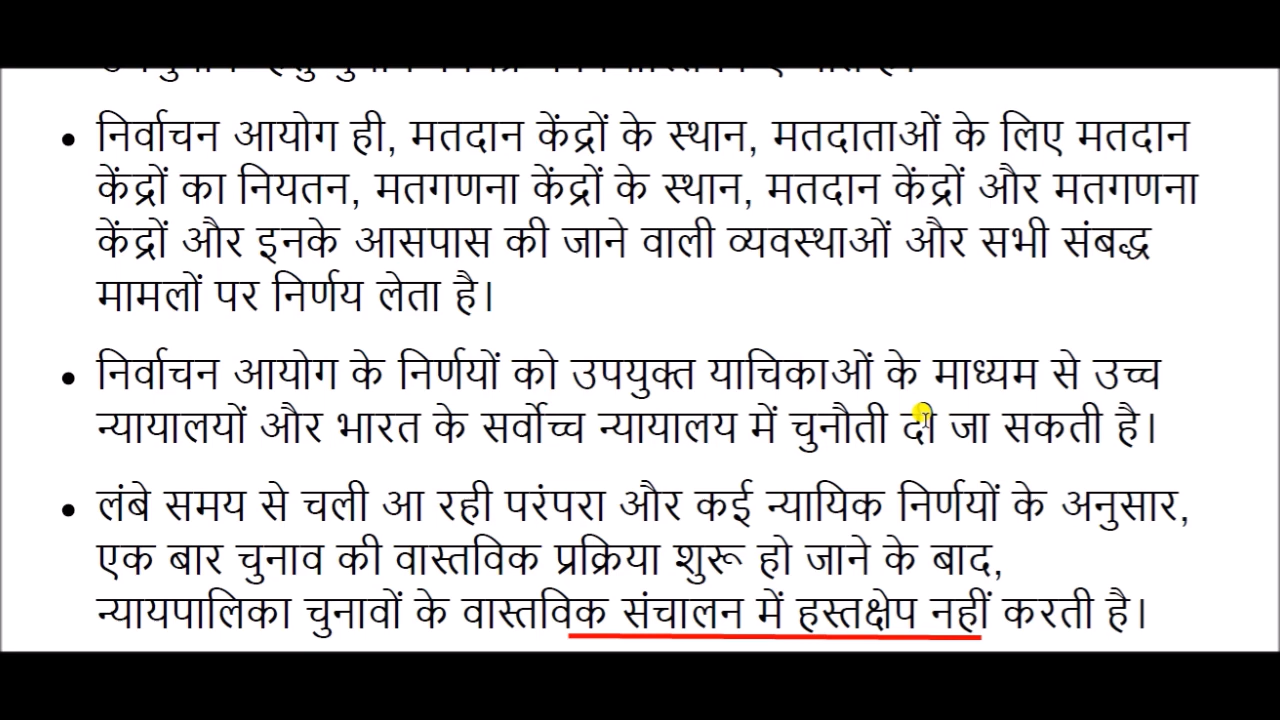 • निर्वाचन आयोग ही, मतदान केंद्रों के स्थान, मतदाताओं के लिए मतदान
केंद्रों का नियतन, मतगणना केंद्रों के स्थान, मतदान केंद्रों और मतगणना
केंद्रों और इनके आसपास की जाने वाली व्यवस्थाओं और सभी संबद्ध
मामलों पर निर्णय लेता है।
• निर्वाचन आयोग के निर्णयों को उपयुक्त याचिकाओं के माध्यम से उच्च
न्यायालयों और भारत के सर्वोच्च न्यायालय में चुनौती दी जा सकती है।
• लंबे समय से चली आ रही परंपरा और कई न्यायिक निर्णयों के अनुसार,
एक बार चुनाव की वास्तविक प्रक्रिया शुरू हो जाने के बाद,
न्यायपालिका चुनावों के वास्तविक संचालन में हस्तक्षेप नहीं करती है।